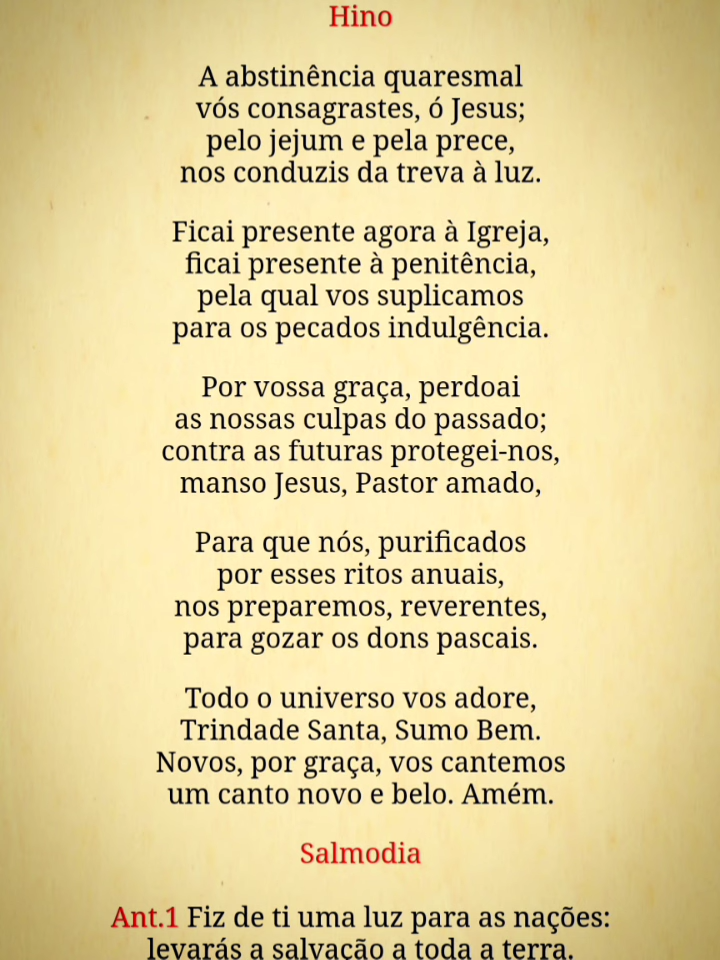 Hino
A abstinência quaresmal
vós consagrastes, ó Jesus;
pelo jejum e pela prece,
nos conduzis da treva à luz.
Ficai presente agora à Igreja,
ficai presente à penitência,
pela qual vos suplicamos
para os pecados indulgência.
Por vossa graça, perdoai
as nossas culpas do passado;
contra as futuras protegei-nos,
manso Jesus, Pastor amado,
Para que nós, purificados
por esses ritos anuais,
nos preparemos, reverentes,
para gozar os dons pascais.
Todo o universo vos adore,
Trindade Santa, Sumo Bem.
Novos, por graça, vos cantemos
um canto novo e belo. Amém.
Salmodia
Ant.1 Fiz de ti uma luz para as nações:
levarás a salvação a toda a terra.